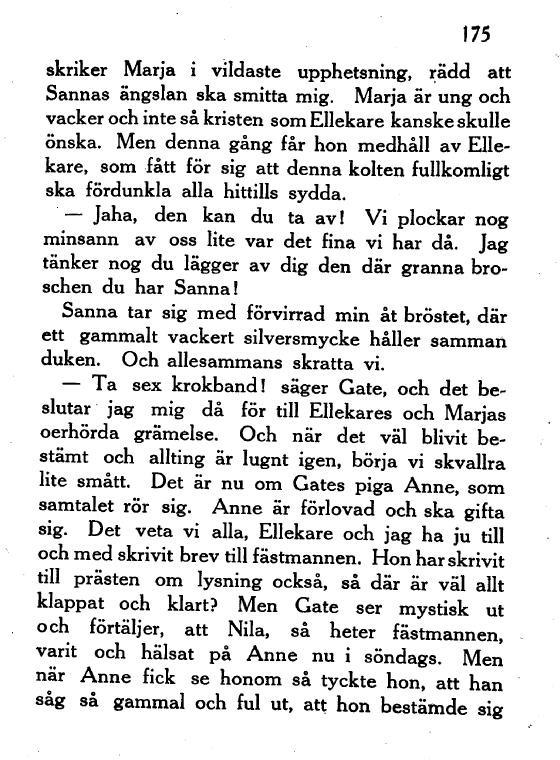 175
skriker Marja i vildaste upphetsning, rädd att
Sannas ängslan ska smitta mig. Marja är ung och
vacker och inte så kristen som Ellekare kanske skulle
önska. Men denna gång får hon medhåll av Elle-
kare, som fått för sig att denna kolten fullkomligt
ska fördunkla alla hittills sydda.
— Jaha, den kan du ta av! Vi plockar nog
minsann av oss lite var det fina vi har då. Jag
tänker nog du lägger av dig den där granna bro-
schen du har Sanna!
Sanna tar sig med förvirrad min åt bröstet, där
ett gammalt vackert silversmycke håller samman
duken. Och allesammans skratta vi.
— Ta sex krokband! säger Gate, och det be-
slutar jag mig då för till Ellekares och Marjas
oerhörda grämelse. Och när det väl blivit be-
stämt och allting är lugnt igen, börja vi skvallra
lite smått. Det är nu om Gates piga Anne, som
samtalet rör sig. Anne är förlovad och ska gifta
sig. Det veta vi alla, Ellekare och jag ha ju till
och med skrivit brev till fästmannen. Hon har skrivit
till prästen om lysning också, så där är väl allt
klappat och klart? Men Gate ser mystisk ut
och förtäljer, att Nila, så heter fästmannen,
varit och hälsat på Anne nu i söndags. Men
när Anne fick se honom så tyckte hon, att han
såg så gammal och ful ut, att hon bestämde sig